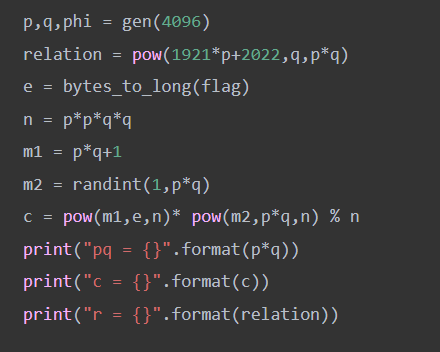 p,q,phi = gen(4096)
relation = pow(1921*p+2022,q,p*q)
e = bytes_to_long(flag)
n = p*p*q*q
m1 = p*q+1
m2 = randint(1,p*q)
c = pow(m1,e,n)* pow(m2,p*q,n) % n
print("pq = {}".format(p*q))
print("c = {}".format(c))
print("r = {}".format(relation))